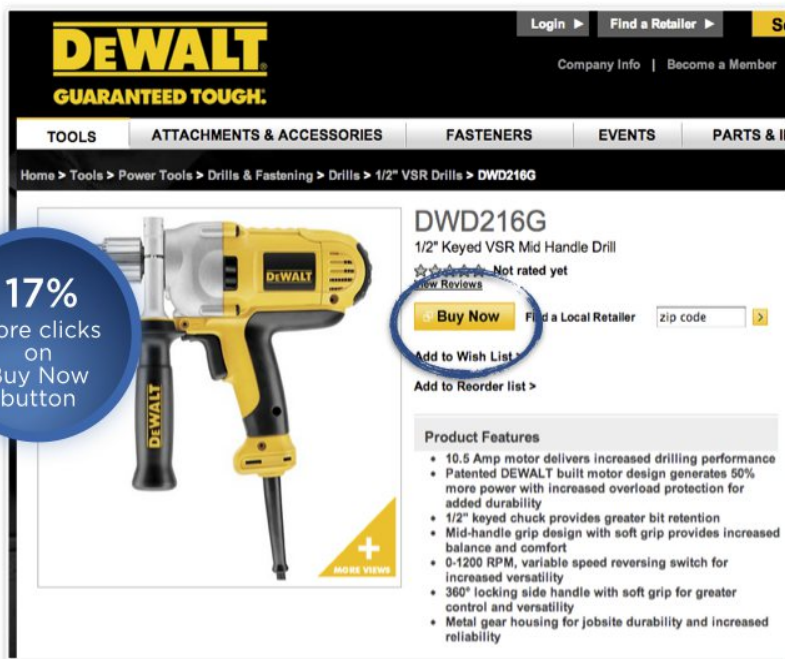 Login ▶ Find a Retailer ▶
DEWALT
GUARANTEED TOUGH.
Company Info | Become a Member
TOOLS ATTACHMENTS & ACCESSORIES FASTENERS EVENTS PARTS &
Home > Tools > Power Tools > Drills & Fastening > Drills > 1/2" VSR Drills > DWD216G
DWD216G
1/2" Keyed VSR Mid Handle Drill
Not rated yet
View Reviews
Buy Now
Find a Local Retailer zip code >
Add to Wish List >
Add to Reorder list >
17%
ore clicks
on
Buy Now
button
DEWALT
DEWALT
MORE VIEWS
Product Features
• 10.5 Amp motor delivers increased drilling performance
• Patented DEWALT built motor design generates 50%
more power with increased overload protection for
added durability
• 1/2" keyed chuck provides greater bit retention
• Mid-handle grip design with soft grip provides increased
balance and comfort
• 0-1200 RPM, variable speed reversing switch for
increased versatility
• 360° locking side handle with soft grip for greater
control and versatility
• Metal gear housing for jobsite durability and increased
reliability